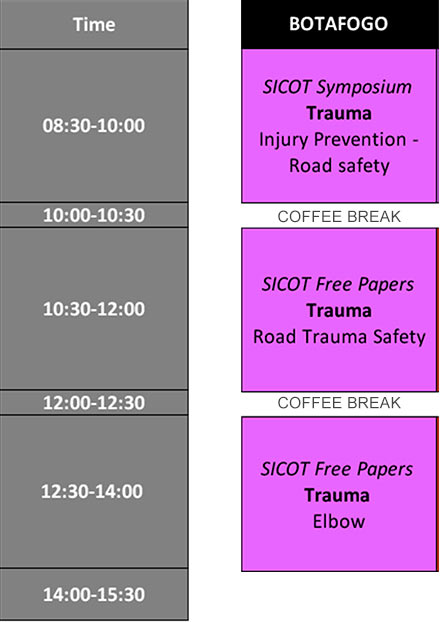 Time
BOTAFOGO
08:30-10:00
SICOT Symposium
Trauma
Injury Prevention -
Road safety
10:00-10:30
COFFEE BREAK
10:30-12:00
SICOT Free Papers
Trauma
Road Trauma Safety
12:00-12:30
COFFEE BREAK
12:30-14:00
SICOT Free Papers
Trauma
Elbow
14:00-15:30